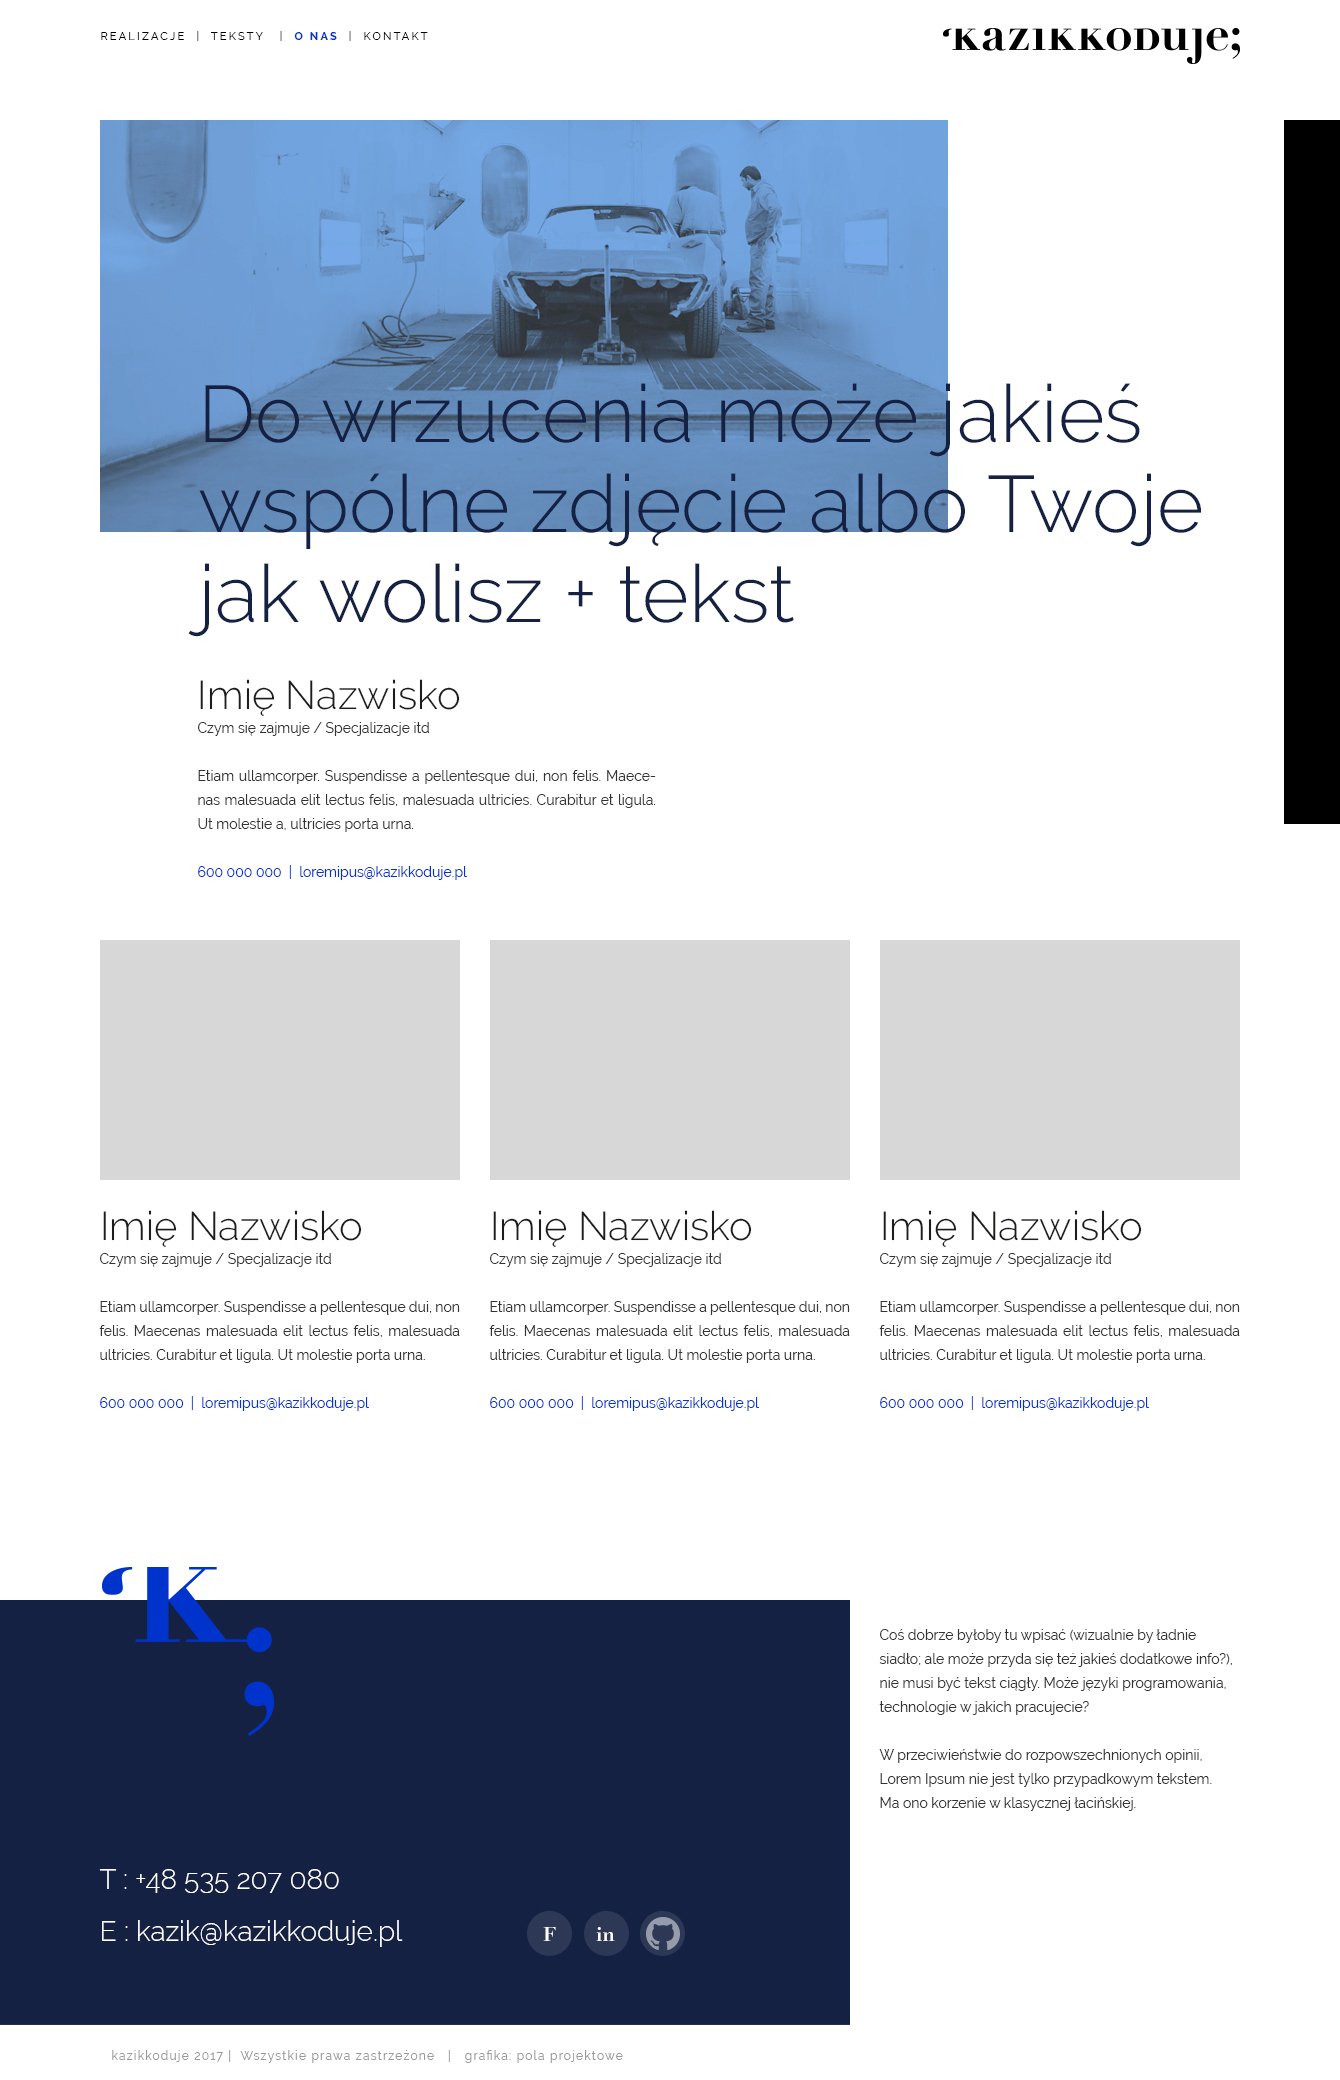 REALIZACJE | TEKSTY | O NAS | KONTAKT
kazikkoduje;
Do wrzucenia może jakieś
wspólne zdjęcie albo Twoje
jak wolisz + tekst
Imię Nazwisko
Czym się zajmuje / Specjalizacje itd
Etiam ullamcorper. Suspendisse a pellentesque dui, non felis. Maece-
nas malesuada elit lectus felis, malesuada ultricies. Curabitur et ligula.
Ut molestie a, ultricies porta urna.
600 000 000 | loremipus@kazikkoduje.pl
Imię Nazwisko
Czym się zajmuje / Specjalizacje itd
Etiam ullamcorper. Suspendisse a pellentesque dui, non
felis. Maecenas malesuada elit lectus felis, malesuada
ultricies. Curabitur et ligula. Ut molestie porta urna.
600 000 000 | loremipus@kazikkoduje.pl
Imię Nazwisko
Czym się zajmuje / Specjalizacje itd
Etiam ullamcorper. Suspendisse a pellentesque dui, non
felis. Maecenas malesuada elit lectus felis, malesuada
ultricies. Curabitur et ligula. Ut molestie porta urna.
600 000 000 | loremipus@kazikkoduje.pl
Imię Nazwisko
Czym się zajmuje / Specjalizacje itd
Etiam ullamcorper. Suspendisse a pellentesque dui, non
felis. Maecenas malesuada elit lectus felis, malesuada
ultricies. Curabitur et ligula. Ut molestie porta urna.
600 000 000 | loremipus@kazikkoduje.pl
K;
T : +48 535 207 080
E : kazik@kazikkoduje.pl
F in
Coś dobrze byłoby tu wpisać (wizualnie by ładnie
siadło; ale może przyda się też jakieś dodatkowe info?),
nie musi być tekst ciągły. Może języki programowania,
technologie w jakich pracujecie?
W przeciwieństwie do rozpowszechnionych opinii,
Lorem Ipsum nie jest tylko przypadkowym tekstem.
Ma ono korzenie w klasycznej łacińskiej.
kazikkoduje 2017 | Wszystkie prawa zastrzeżone | grafika: pola projektowe